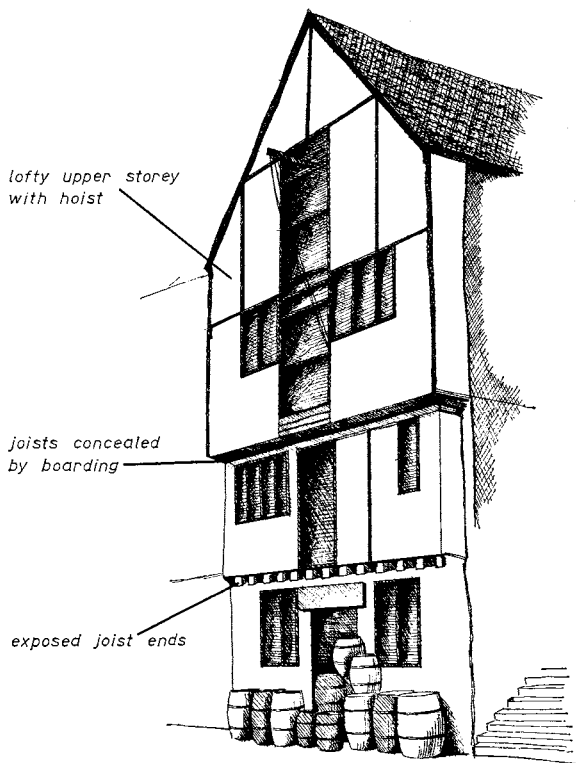 lofty upper storey
with hoist
joists concealed
by boarding
exposed joist ends